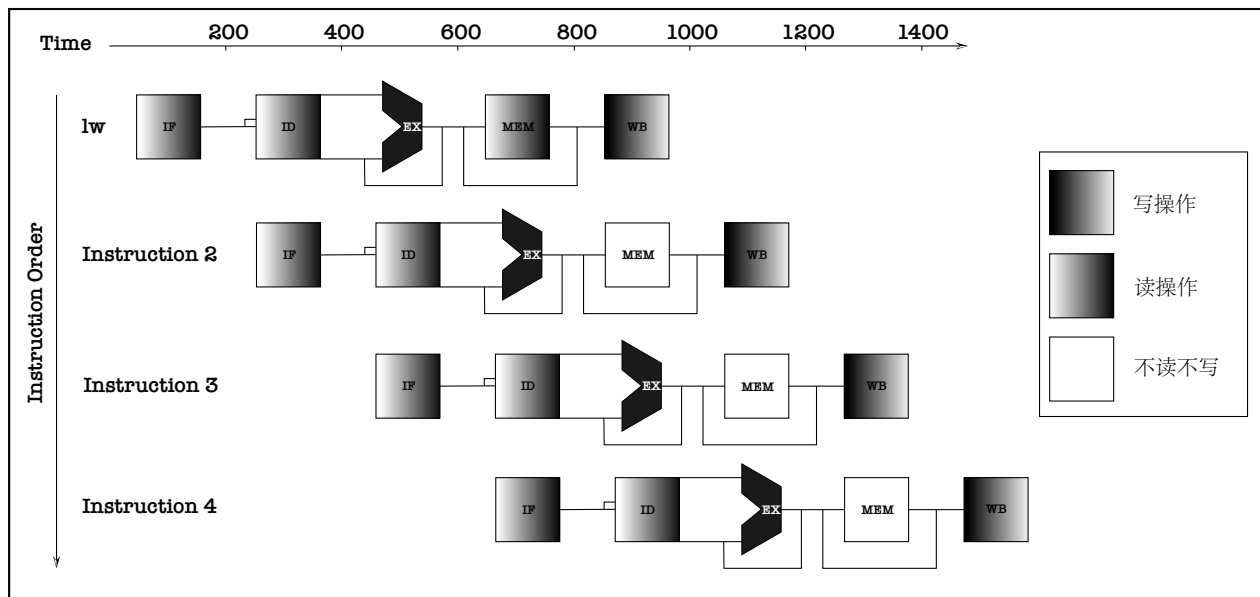 Time 200 400 600 800 1000 1200 1400
Instruction Order
lw IF ID EX MEM WB
Instruction 2 IF ID EX MEM WB
Instruction 3 IF ID EX MEM WB
Instruction 4 IF ID EX MEM WB
写操作
读操作
不读不写